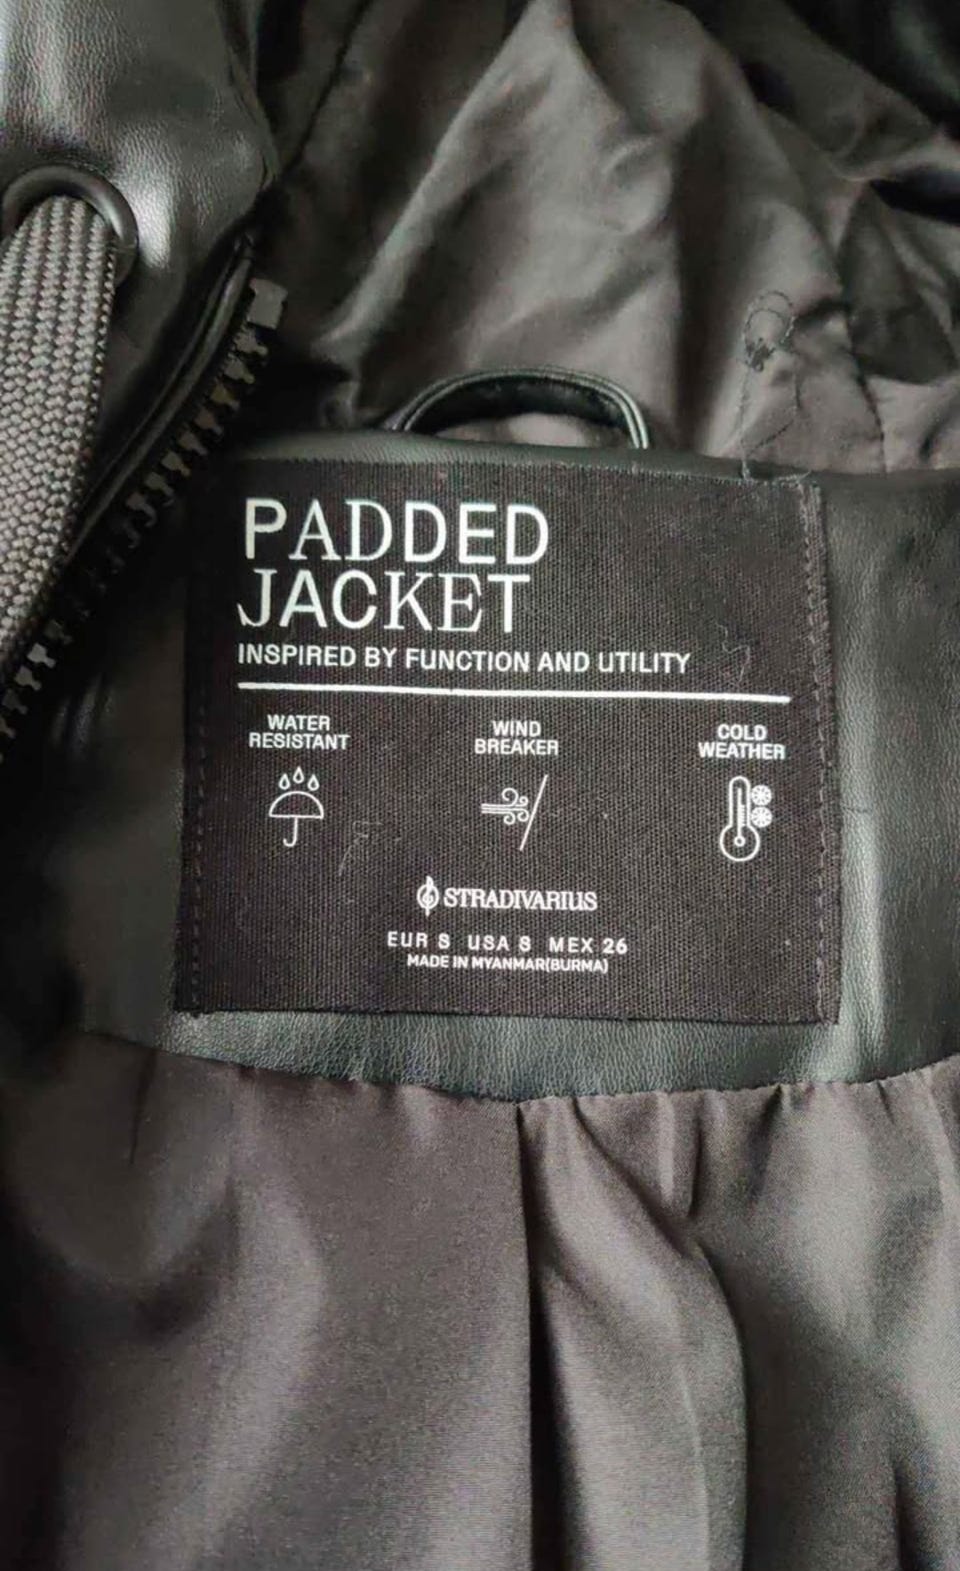 PADDED
JACKET
INSPIRED BY FUNCTION AND UTILITY
WATER
RESISTANT
WIND
BREAKER
COLD
WEATHER
STRADIVARIUS
EUR S USA S MEX 26
MADE IN MYANMAR(BURMA)